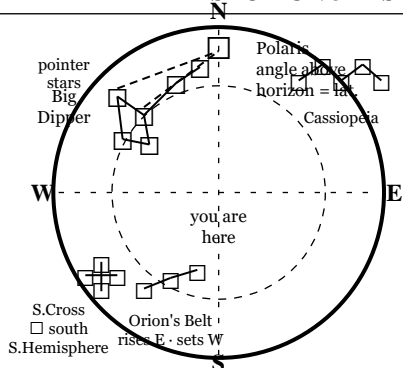 N
Polaris
angle above
horizon = lat.
pointer
stars
Big
Dipper
Cassiopeia
W
E
you are
here
S.Cross
□ south
S.Hemisphere
Orion's Belt
rises E · sets W
S